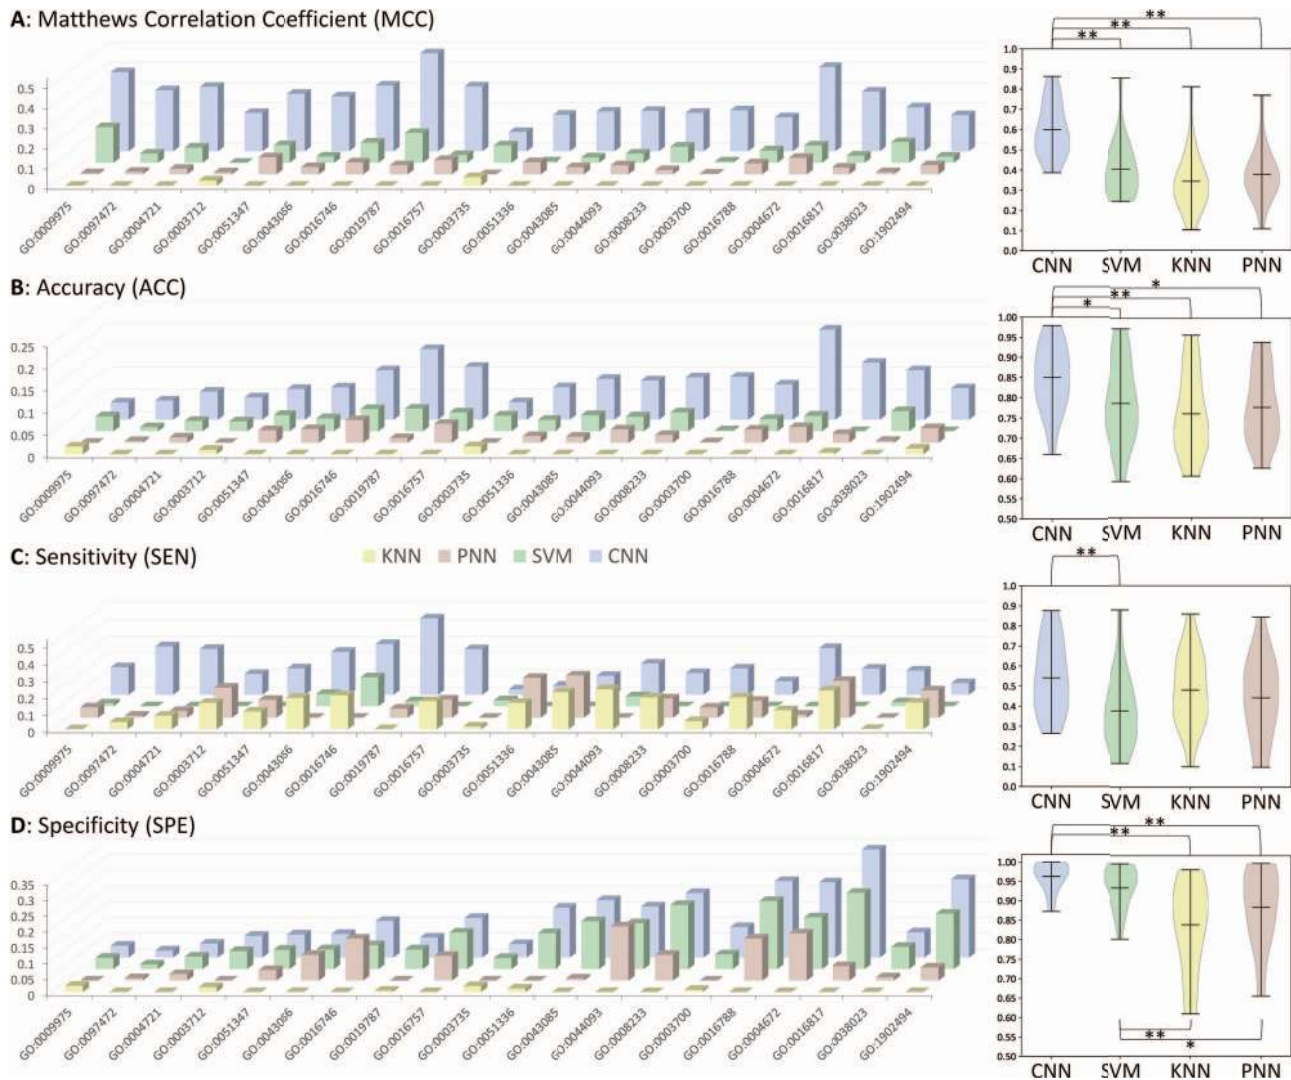 A: Matthews Correlation Coefficient (MCC)
0.5
0.4
0.3
0.2
0.1
0
GO:0009975
GO:0097472
GO:0004721
GO:0003712
GO:0051347
GO:0043086
GO:0016746
GO:0019787
GO:0016757
GO:0003735
GO:0051336
GO:0043085
GO:0044093
GO:0008233
GO:0003700
GO:0016788
GO:0004672
GO:0016817
GO:0038023
GO:1902494
**
**
**
1.0
0.9
0.8
0.7
0.6
0.5
0.4
0.3
0.2
0.1
0.0
CNN SVM KNN PNN
B: Accuracy (ACC)
0.25
0.2
0.15
0.1
0.05
0
GO:0009975
GO:0097472
GO:0004721
GO:0003712
GO:0051347
GO:0043086
GO:0016746
GO:0019787
GO:0016757
GO:0003735
GO:0051336
GO:0043085
GO:0044093
GO:0008233
GO:0003700
GO:0016788
GO:0004672
GO:0016817
GO:0038023
GO:1902494
*
**
*
1.00
0.95
0.90
0.85
0.80
0.75
0.70
0.65
0.60
0.55
0.50
CNN SVM KNN PNN
C: Sensitivity (SEN)
KNN PNN SVM CNN
0.5
0.4
0.3
0.2
0.1
0
GO:0009975
GO:0097472
GO:0004721
GO:0003712
GO:0051347
GO:0043086
GO:0016746
GO:0019787
GO:0016757
GO:0003735
GO:0051336
GO:0043085
GO:0044093
GO:0008233
GO:0003700
GO:0016788
GO:0004672
GO:0016817
GO:0038023
GO:1902494
**
1.0
0.9
0.8
0.7
0.6
0.5
0.4
0.3
0.2
0.1
0.0
CNN SVM KNN PNN
D: Specificity (SPE)
0.35
0.3
0.25
0.2
0.15
0.1
0.05
0
GO:0009975
GO:0097472
GO:0004721
GO:0003712
GO:0051347
GO:0043086
GO:0016746
GO:0019787
GO:0016757
GO:0003735
GO:0051336
GO:0043085
GO:0044093
GO:0008233
GO:0003700
GO:0016788
GO:0004672
GO:0016817
GO:0038023
GO:1902494
**
**
1.00
0.95
0.90
0.85
0.80
0.75
0.70
0.65
0.60
0.55
0.50
**
*
CNN SVM KNN PNN